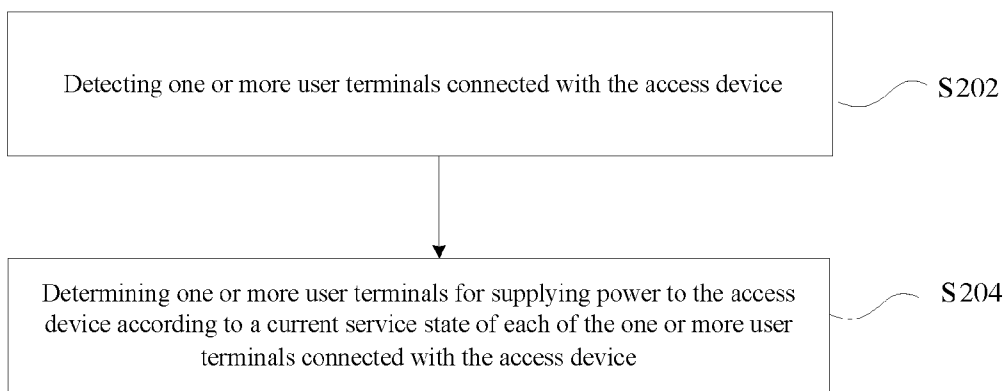 Detecting one or more user terminals connected with the access device
S202
Determining one or more user terminals for supplying power to the access
device according to a current service state of each of the one or more user
terminals connected with the access device
S204